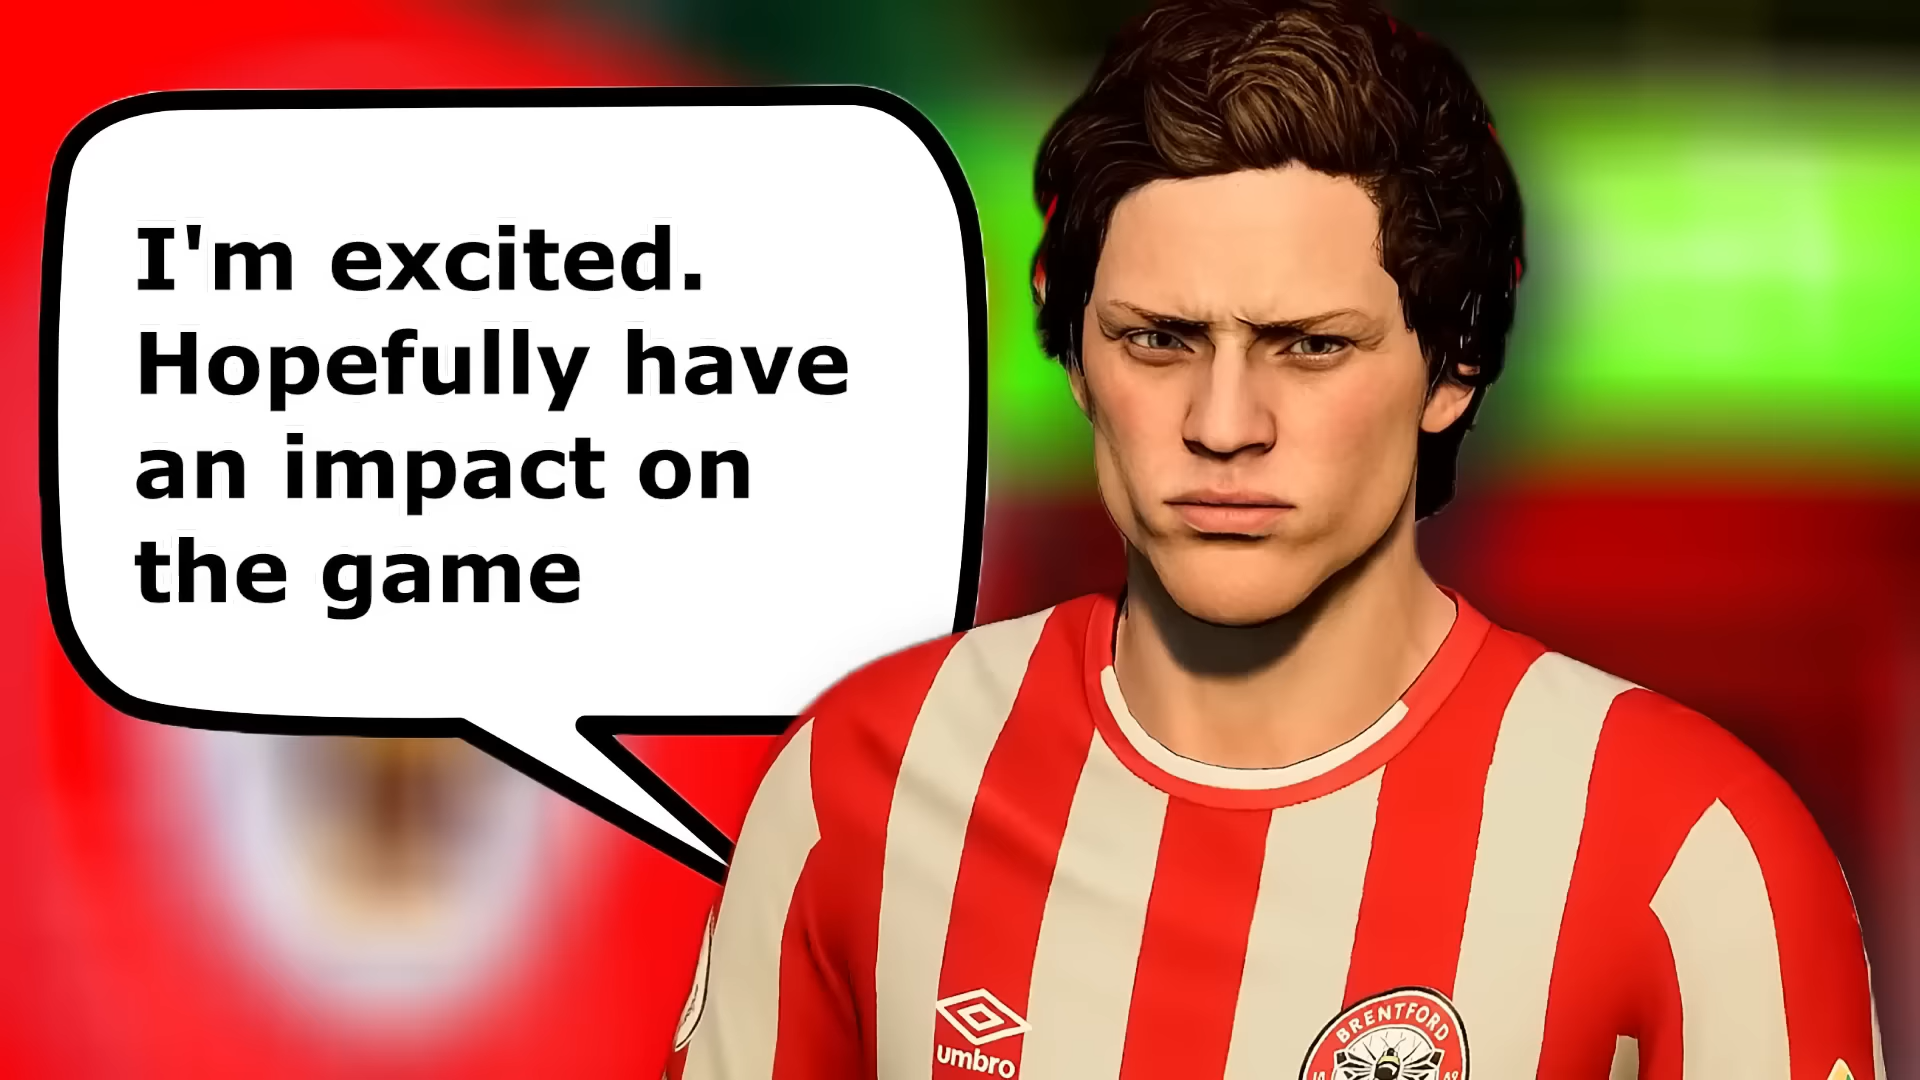 I'm excited.
Hopefully have
an impact on
the game
umbro
BRENTFORD